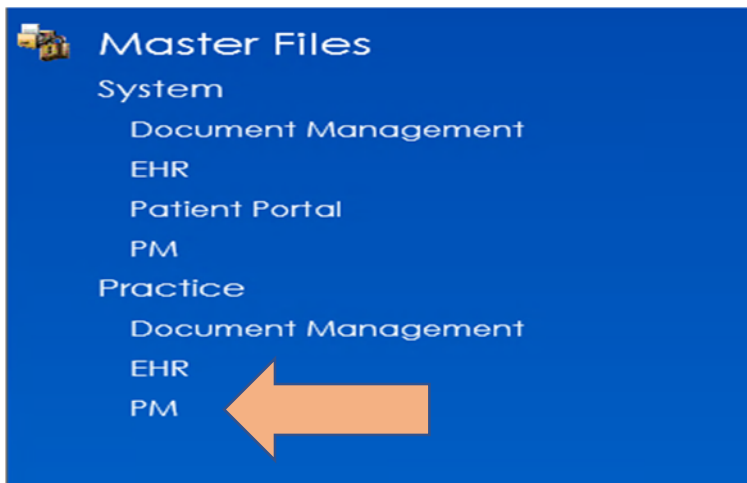 Master Files
System
Document Management
EHR
Patient Portal
PM
Practice
Document Management
EHR
PM